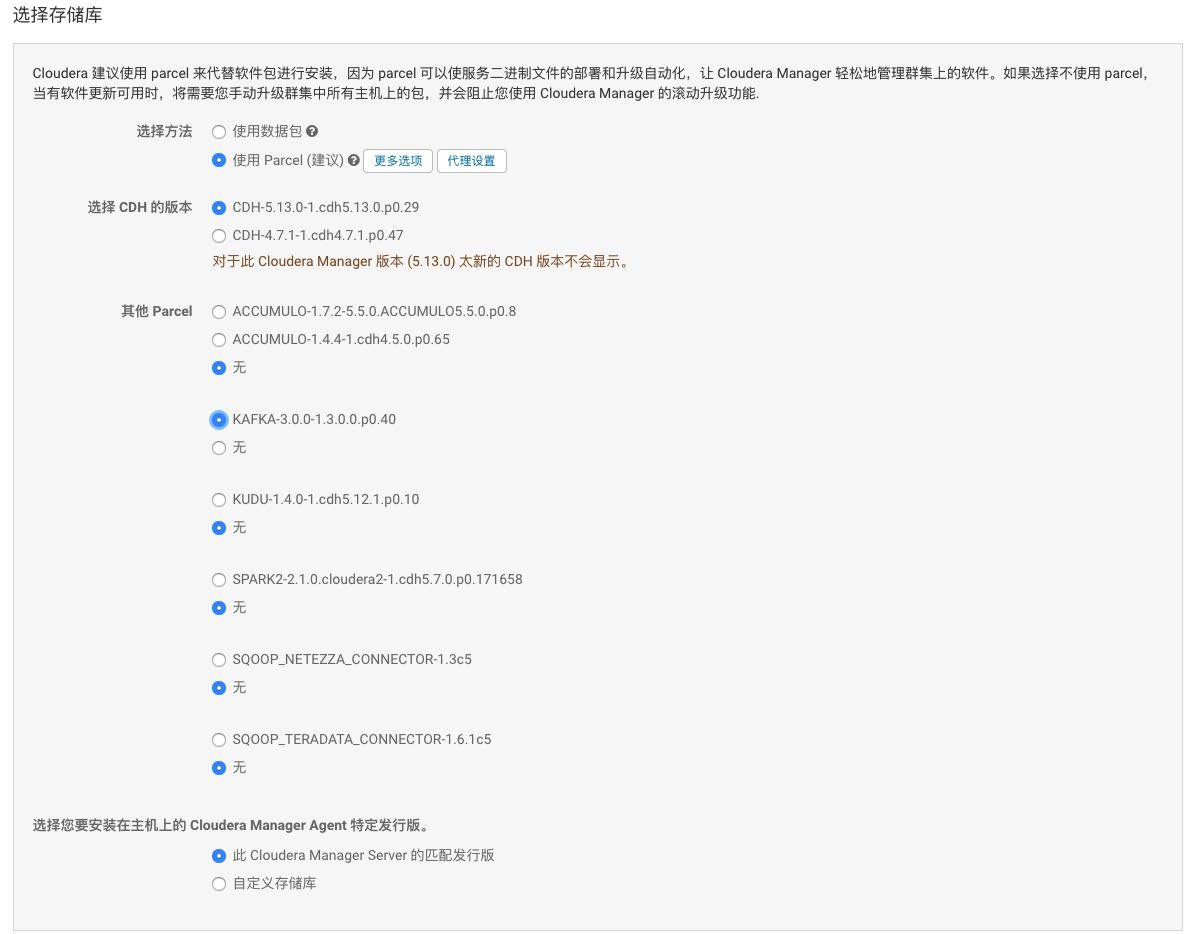 选择存储库
Cloudera 建议使用 parcel 来代替软件包进行安装，因为 parcel 可以使服务二进制文件的部署和升级自动化，让 Cloudera Manager 轻松地管理群集上的软件。如果选择不使用 parcel，
当有软件更新可用时，将需要您手动升级群集中所有主机上的包，并会阻止您使用 Cloudera Manager 的滚动升级功能.
选择方法 使用数据包
使用 Parcel (建议) 更多选项 代理设置
选择 CDH 的版本 CDH-5.13.0-1.cdh5.13.0.p0.29
CDH-4.7.1-1.cdh4.7.1.p0.47
对于此 Cloudera Manager 版本 (5.13.0) 太新的 CDH 版本不会显示。
其他 Parcel ACCUMULO-1.7.2-5.5.0.ACCUMULO5.5.0.p0.8
ACCUMULO-1.4.4-1.cdh4.5.0.p0.65
无
KAFKA-3.0.0-1.3.0.0.p0.40
无
KUDU-1.4.0-1.cdh5.12.1.p0.10
无
SPARK2-2.1.0.cloudera2-1.cdh5.7.0.p0.171658
无
SQOOP_NETEZZA_CONNECTOR-1.3c5
无
SQOOP_TERADATA_CONNECTOR-1.6.1c5
无
选择您要安装在主机上的 Cloudera Manager Agent 特定发行版。
此 Cloudera Manager Server 的匹配发行版
自定义存储库